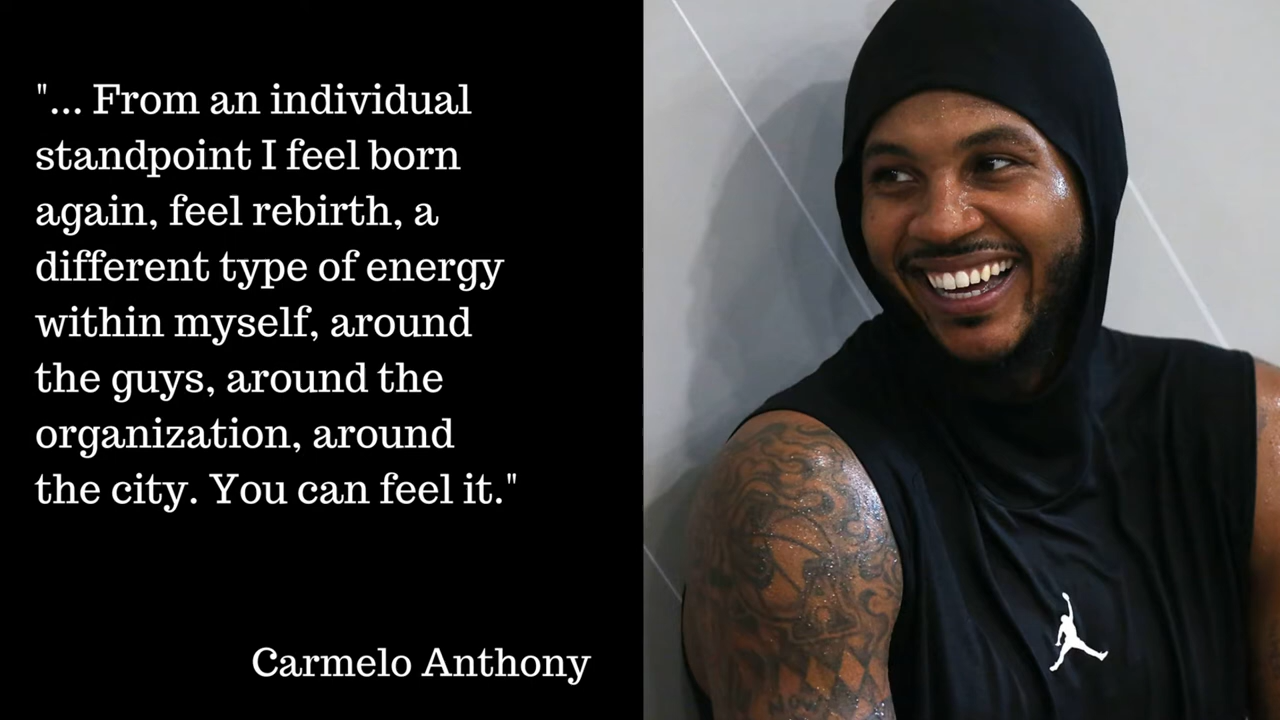 "... From an individual
standpoint I feel born
again, feel rebirth, a
different type of energy
within myself, around
the guys, around the
organization, around
the city. You can feel it."
Carmelo Anthony